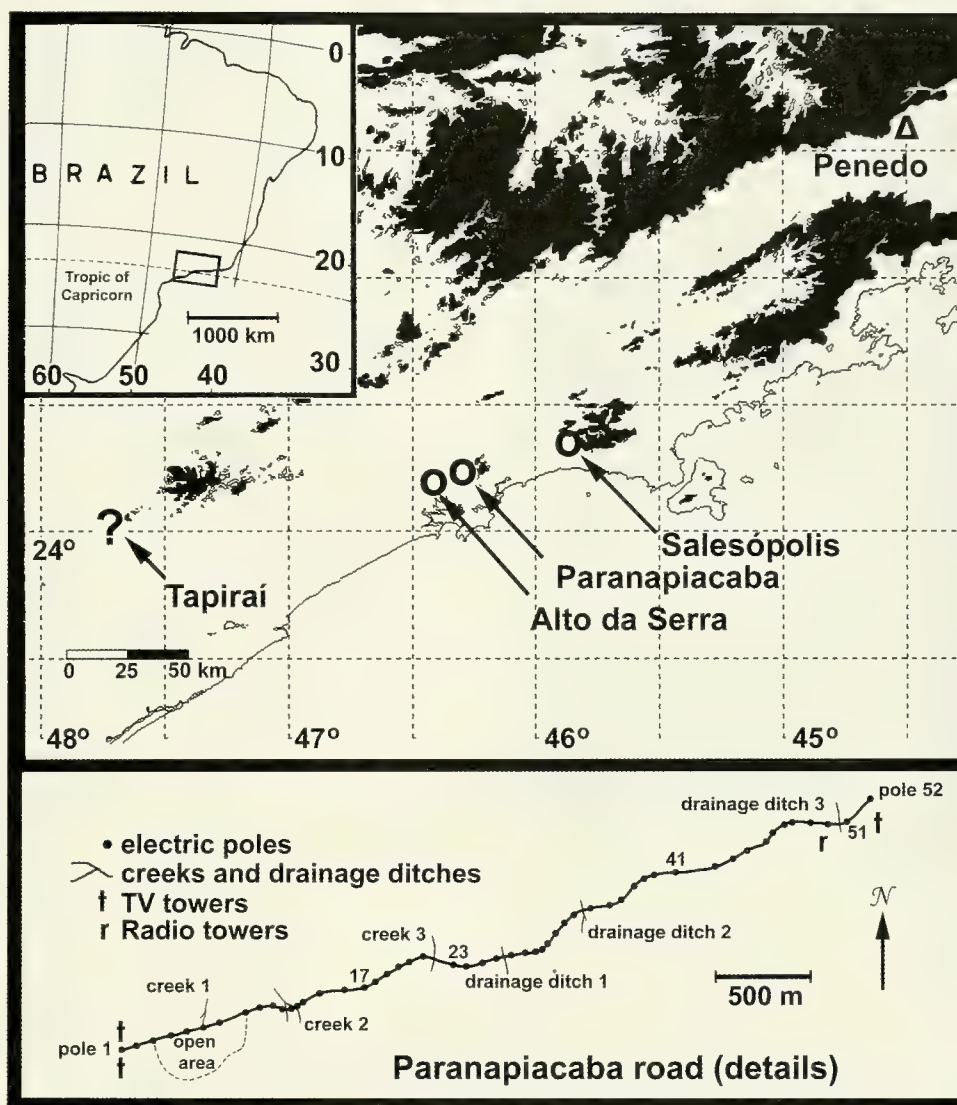 0
10
BRAZIL
20
Tropic of
Capricorn
1000 km
60
50
40
30
Δ
Penedo
?
24°
Tapiraí
Salesópolis
Paranapiacaba
Alto da Serra
0 25 50 km
48°
47°
46°
45°
• electric poles
creeks and drainage ditches
† TV towers
r Radio towers
drainage ditch 3
pole 52
51 †
r
41
N
creek 3
23
drainage ditch 2
17
drainage ditch 1
500 m
creek 1
creek 2
†
pole 1
†
open
area
Paranapiacaba road (details)